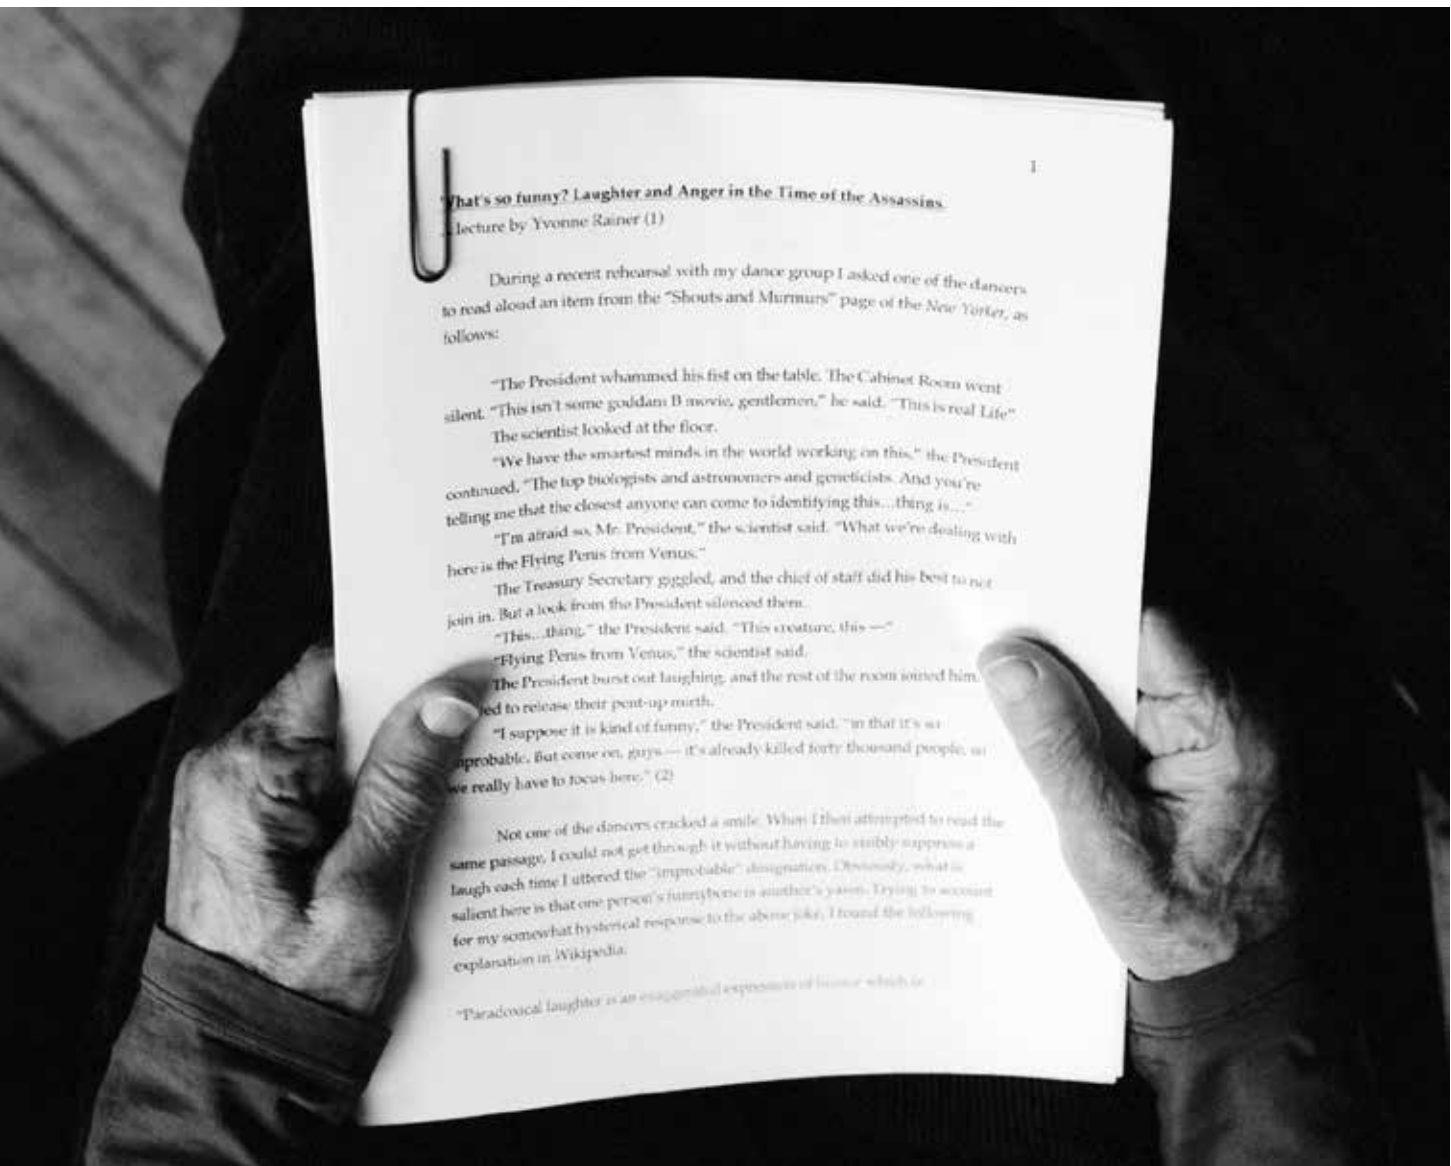 1
What's so funny? Laughter and Anger in the Time of the Assassins
lecture by Yvonne Rainer (1)
During a recent rehearsal with my dance group I asked one of the dancers
to read aloud an item from the "Shouts and Murmurs" page of the New Yorker, as
follows:
"The President whammed his fist on the table. The Cabinet Room went
silent. "This isn't some goddam B movie, gentlemen," he said. "This is real Life"
The scientist looked at the floor.
"We have the smartest minds in the world working on this," the President
continued. "The top biologists and astronomers and geneticists. And you're
telling me that the closest anyone can come to identifying this...thing is..."
"I'm afraid so, Mr. President," the scientist said. "What we're dealing with
here is the Flying Penis from Venus."
The Treasury Secretary giggled, and the chief of staff did his best to not
join in. But a look from the President silenced them.
"This...thing," the President said. "This creature, this —"
"Flying Penis from Venus," the scientist said.
The President burst out laughing, and the rest of the room joined him,
ed to release their pent-up mirth.
"I suppose it is kind of funny," the President said, "in that it's so
improbable. But come on, guys — it's already killed forty thousand people, so
we really have to focus here." (2)
Not one of the dancers cracked a smile. When I then attempted to read the
same passage, I could not get through it without having to visibly suppress a
laugh each time I uttered the "improbable" designation. Obviously, what is
salient here is that one person's funnybone is another's yawn. Trying to account
for my somewhat hysterical response to the above joke, I found the following
explanation in Wikipedia:
"Paradoxical laughter is an exaggerated expression of humor which is